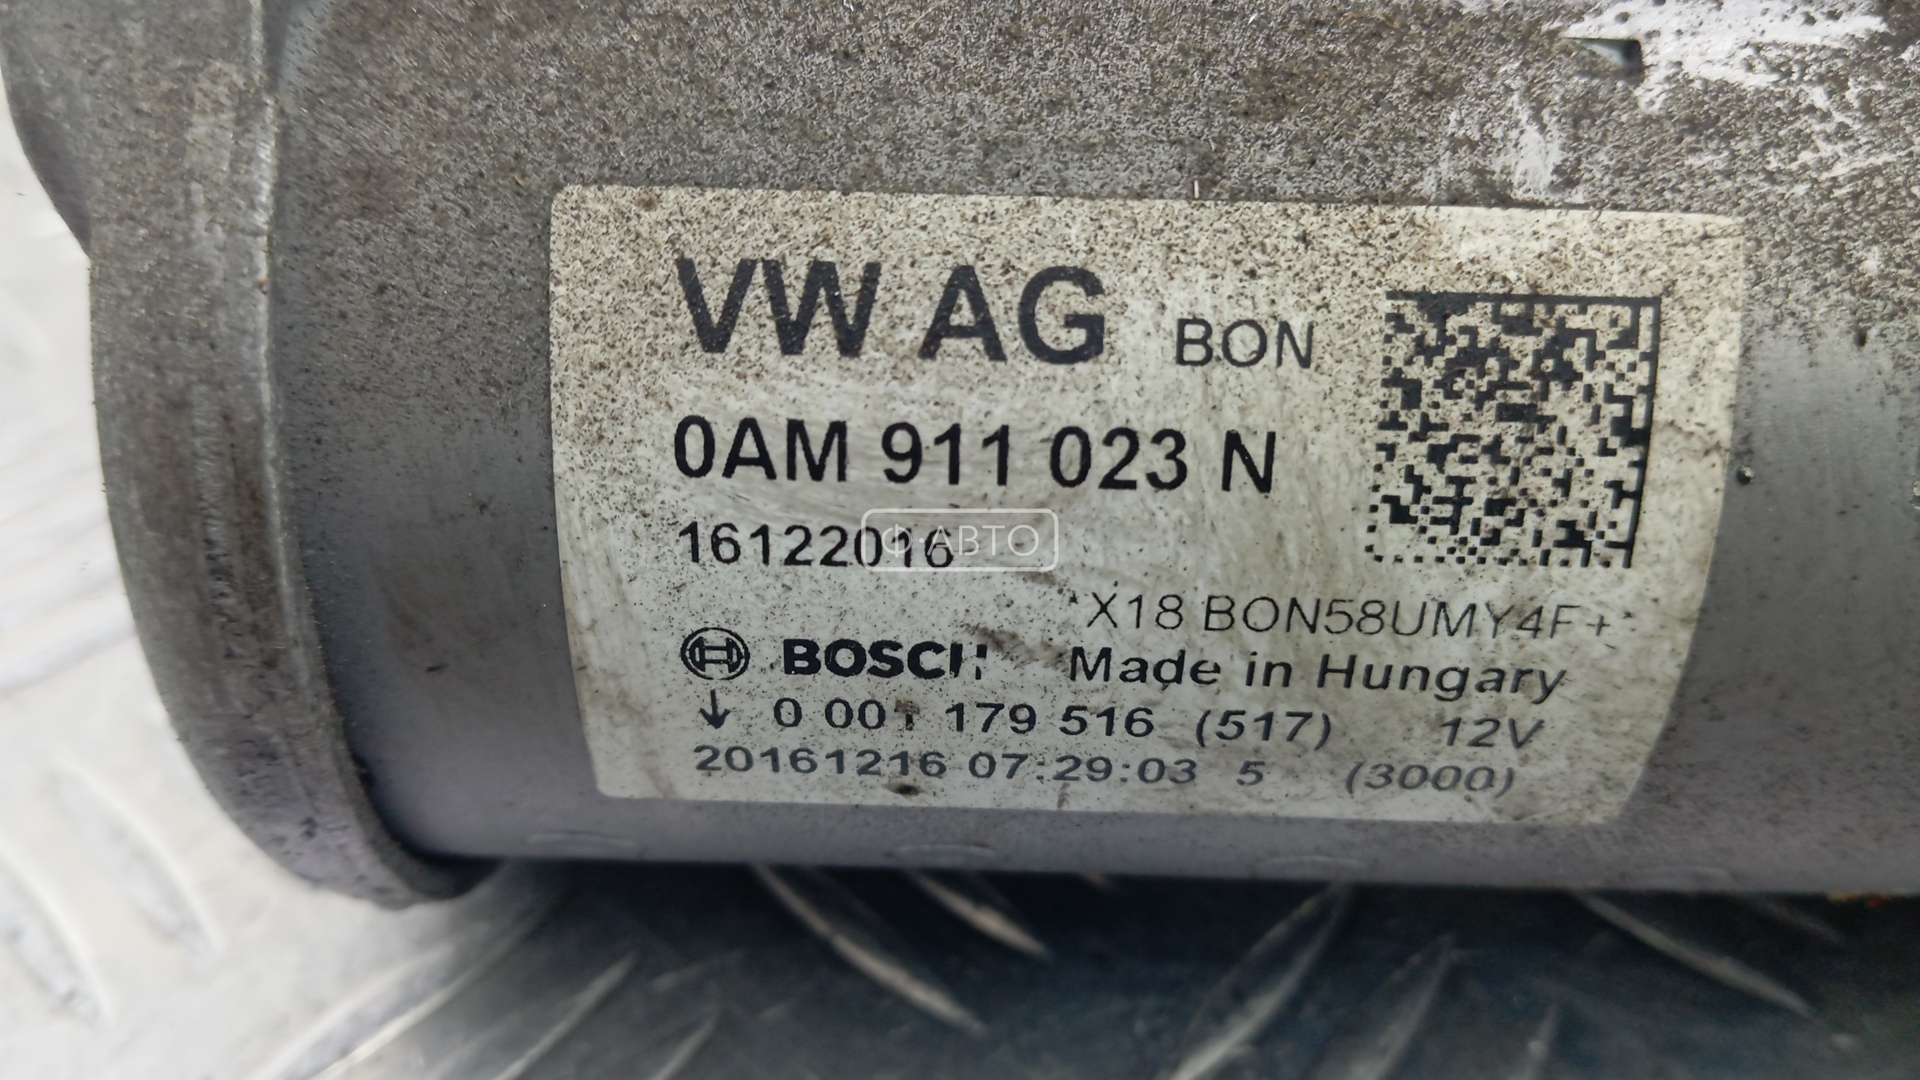 VW AG BON
0AM 911 023 N
16122016
Ф·АВТО
*X18 BON58UMY4F+*
BOSCH Made in Hungary
↓ 0 001 179 516 (517) 12V
20161216 07:29:03 5 (3000)